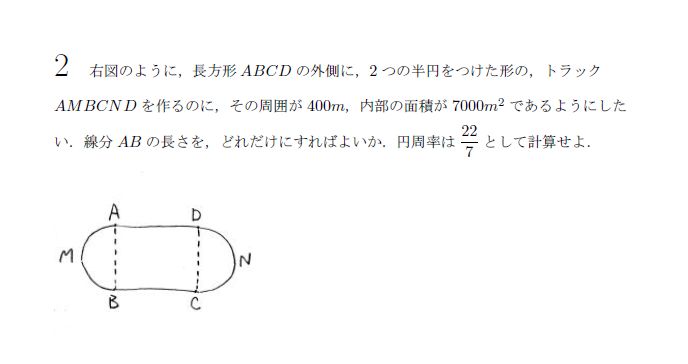 2 右図のように，長方形 ABCD の外側に，2 つの半円をつけた形の，トラック
AMBCND を作るのに，その周囲が 400m，内部の面積が 7000m² であるようにした
い．線分 AB の長さを，どれだけにすればよいか．円周率は 22/7 として計算せよ．
A D
M N
B C